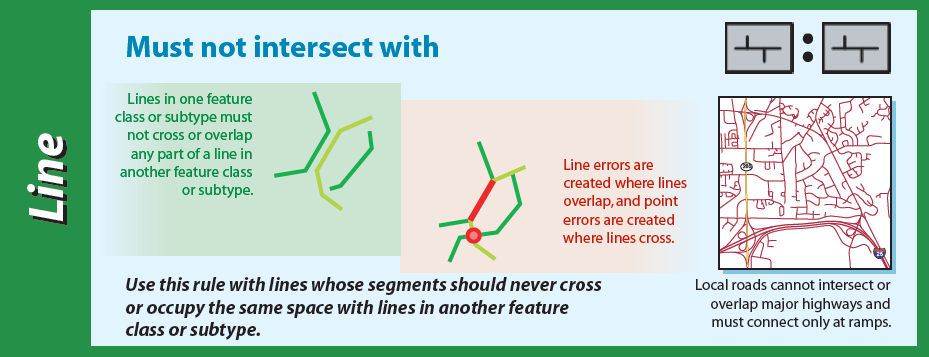 Must not intersect with
:
Line
Lines in one feature
class or subtype must
not cross or overlap
any part of a line in
another feature class
or subtype.
Line errors are
created where lines
overlap, and point
errors are created
where lines cross.
26
Use this rule with lines whose segments should never cross
or occupy the same space with lines in another feature
class or subtype.
Local roads cannot intersect or
overlap major highways and
must connect only at ramps.